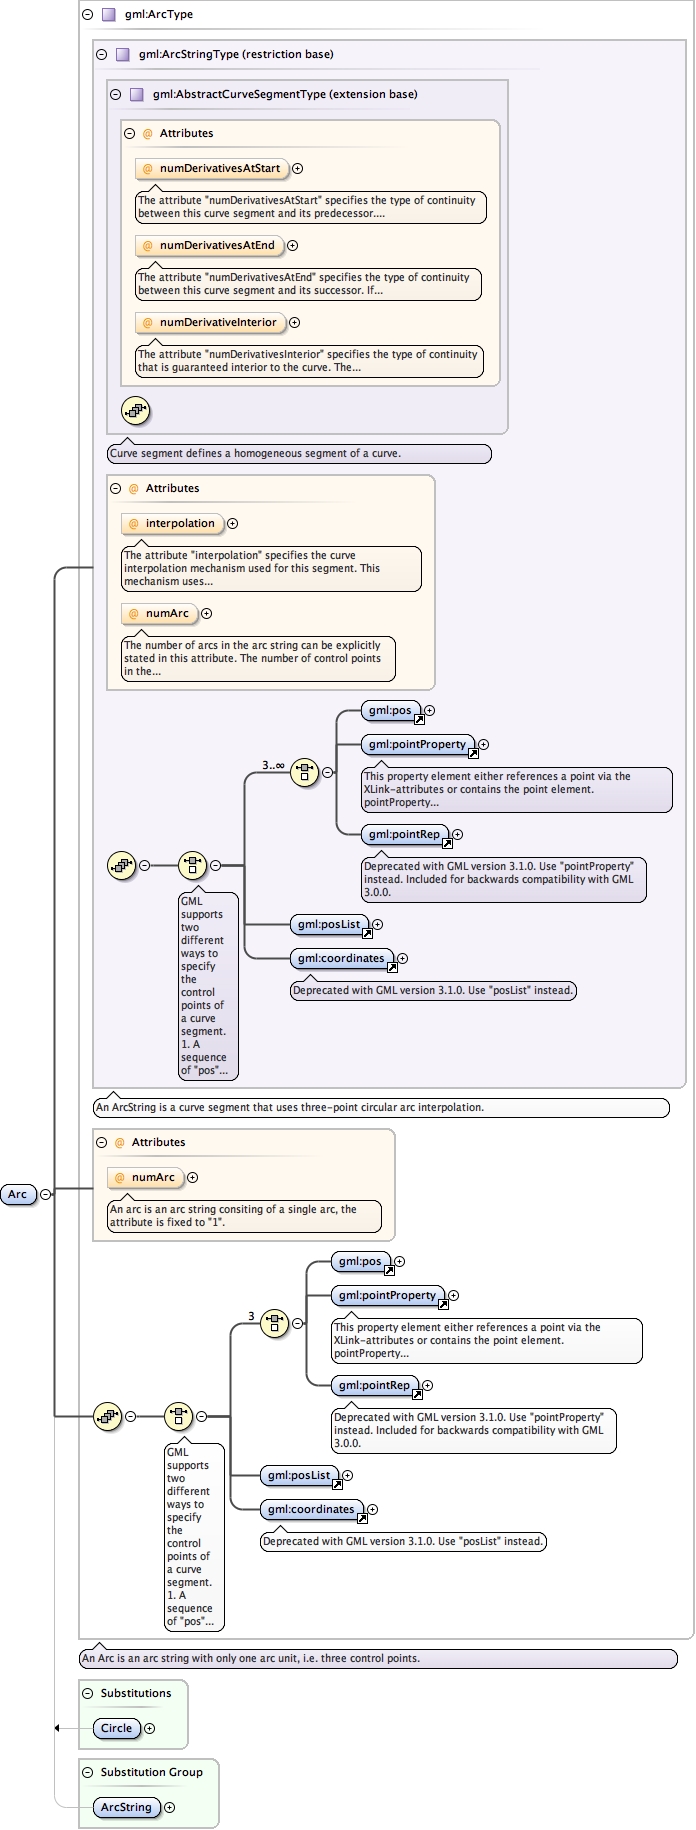 gml:ArcType
gml:ArcStringType (restriction base)
gml:AbstractCurveSegmentType (extension base)
@ Attributes
@ numDerivativesAtStart
The attribute "numDerivativesAtStart" specifies the type of continuity
between this curve segment and its predecessor....
@ numDerivativesAtEnd
The attribute "numDerivativesAtEnd" specifies the type of continuity
between this curve segment and its successor. If...
@ numDerivativeInterior
The attribute "numDerivativesInterior" specifies the type of continuity
that is guaranteed interior to the curve. The...
Curve segment defines a homogeneous segment of a curve.
@ Attributes
@ interpolation
The attribute "interpolation" specifies the curve
interpolation mechanism used for this segment. This
mechanism uses...
@ numArc
The number of arcs in the arc string can be explicitly
stated in this attribute. The number of control points
in the...
gml:pos
gml:pointProperty
3..∞
This property element either references a point via the
XLink-attributes or contains the point element.
pointProperty...
gml:pointRep
Deprecated with GML version 3.1.0. Use "pointProperty"
instead. Included for backwards compatibility with GML
3.0.0.
GML
supports
two
different
ways to
specify
the
control
points of
a curve
segment.
1. A
sequence
of "pos"...
gml:posList
gml:coordinates
Deprecated with GML version 3.1.0. Use "posList" instead.
An ArcString is a curve segment that uses three-point circular arc interpolation.
@ Attributes
@ numArc
Arc
An arc is an arc string consiting of a single arc, the
attribute is fixed to "1".
gml:pos
gml:pointProperty
3
This property element either references a point via the
XLink-attributes or contains the point element.
pointProperty...
gml:pointRep
Deprecated with GML version 3.1.0. Use "pointProperty"
instead. Included for backwards compatibility with GML
3.0.0.
GML
supports
two
different
ways to
specify
the
control
points of
a curve
segment.
1. A
sequence
of "pos"...
gml:posList
gml:coordinates
Deprecated with GML version 3.1.0. Use "posList" instead.
An Arc is an arc string with only one arc unit, i.e. three control points.
Substitutions
Circle
Substitution Group
ArcString